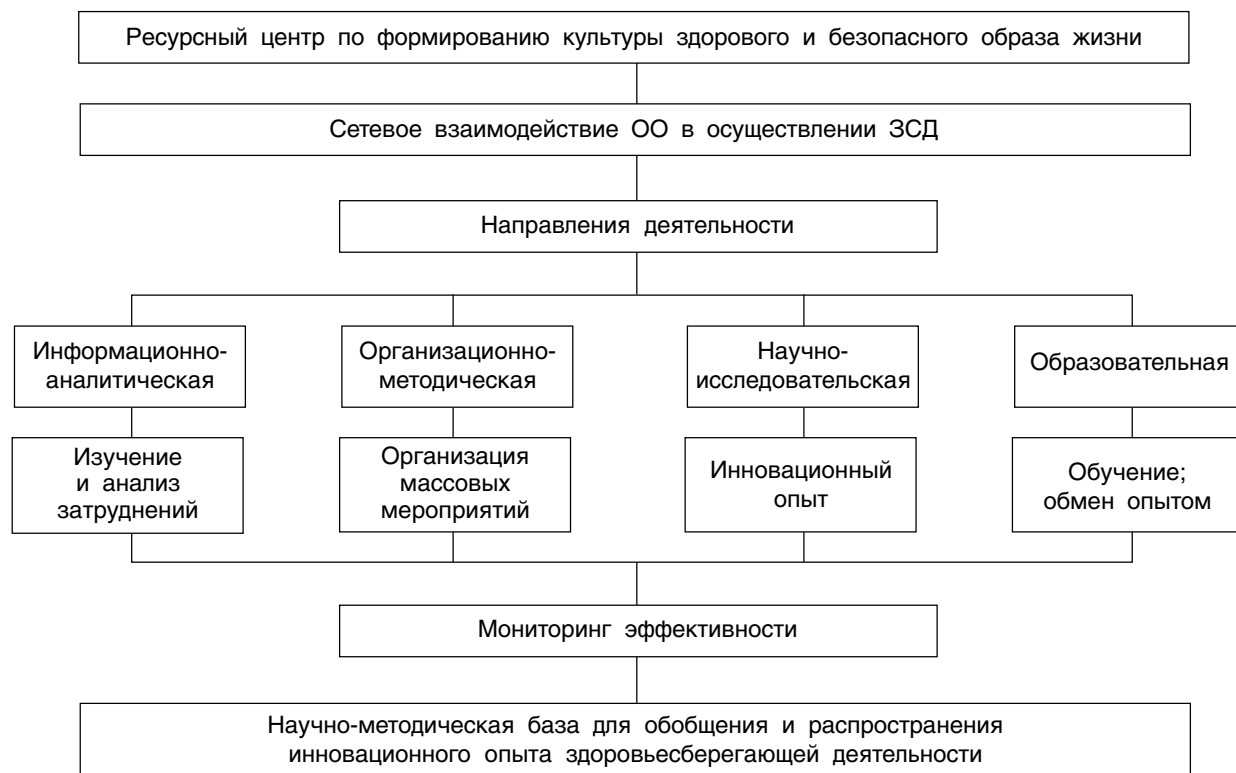 Ресурсный центр по формированию культуры здорового и безопасного образа жизни
Сетевое взаимодействие ОО в осуществлении ЗСД
Направления деятельности
Информационно-
аналитическая
Организационно-
методическая
Научно-
исследовательская
Образовательная
Изучение
и анализ
затруднений
Организация
массовых
мероприятий
Инновационный
опыт
Обучение;
обмен опытом
Мониторинг эффективности
Научно-методическая база для обобщения и распространения
инновационного опыта здоровьесберегающей деятельности